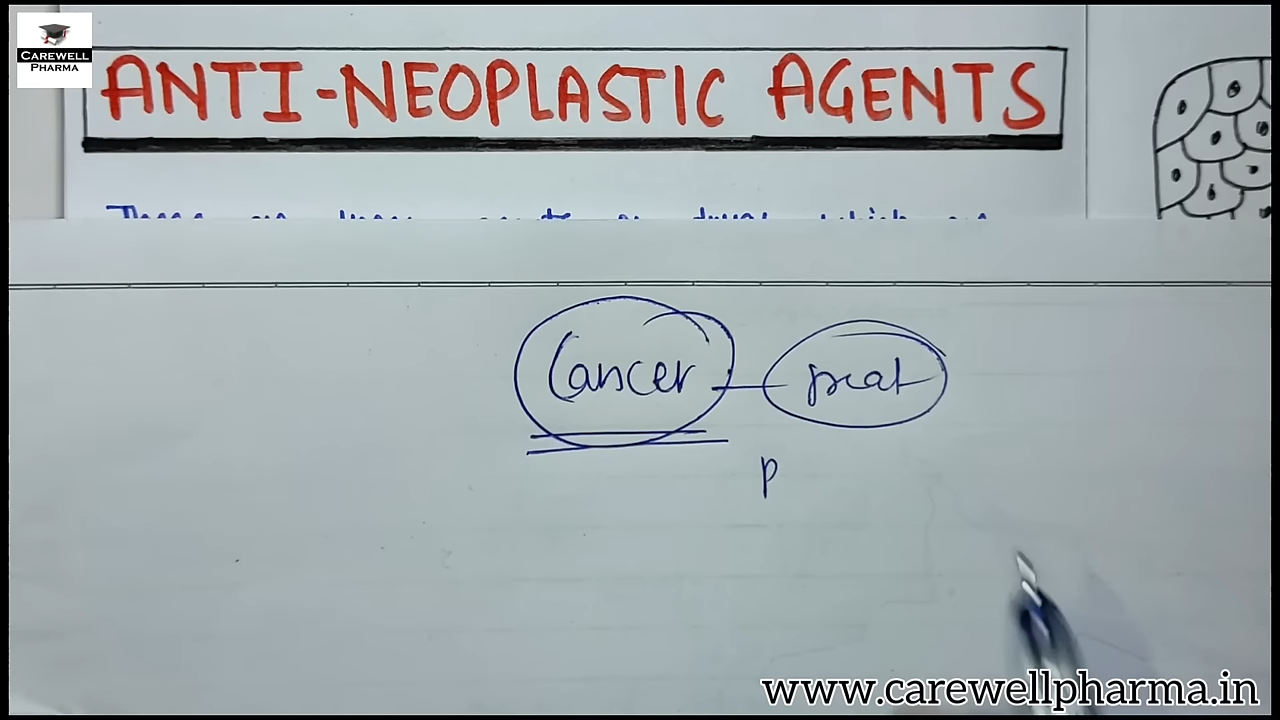 CAREWELL
PHARMA
ANTI-NEOPLASTIC AGENTS
Cancer — treat
P
www.carewellpharma.in